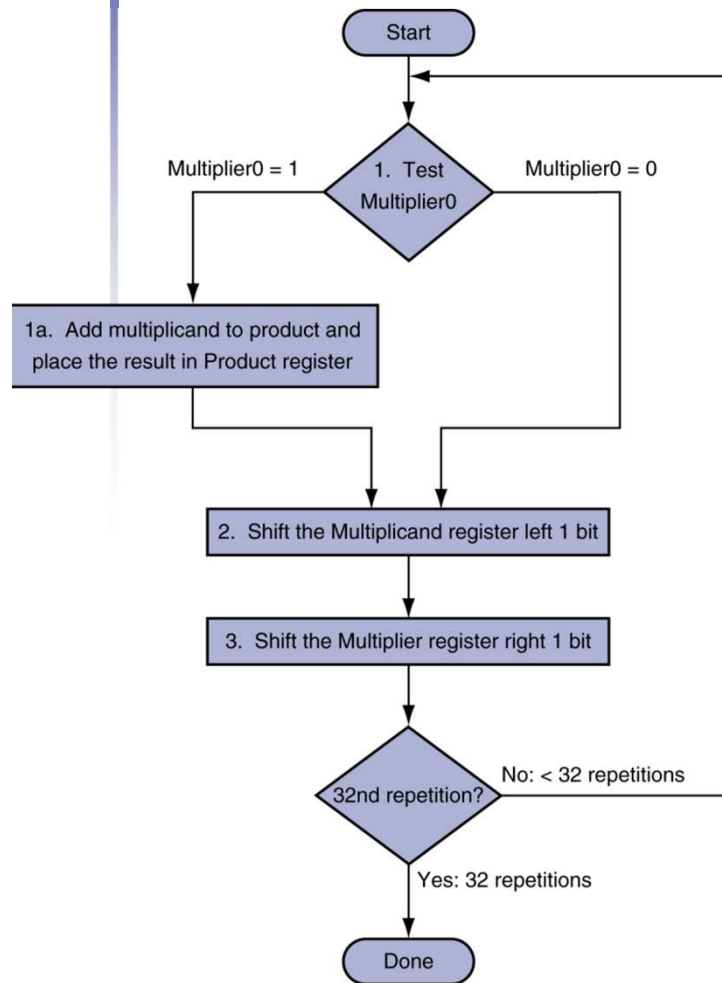 Start
1. Test
Multiplier0
Multiplier0 = 1
Multiplier0 = 0
1a. Add multiplicand to product and
place the result in Product register
2. Shift the Multiplicand register left 1 bit
3. Shift the Multiplier register right 1 bit
32nd repetition?
No: < 32 repetitions
Yes: 32 repetitions
Done